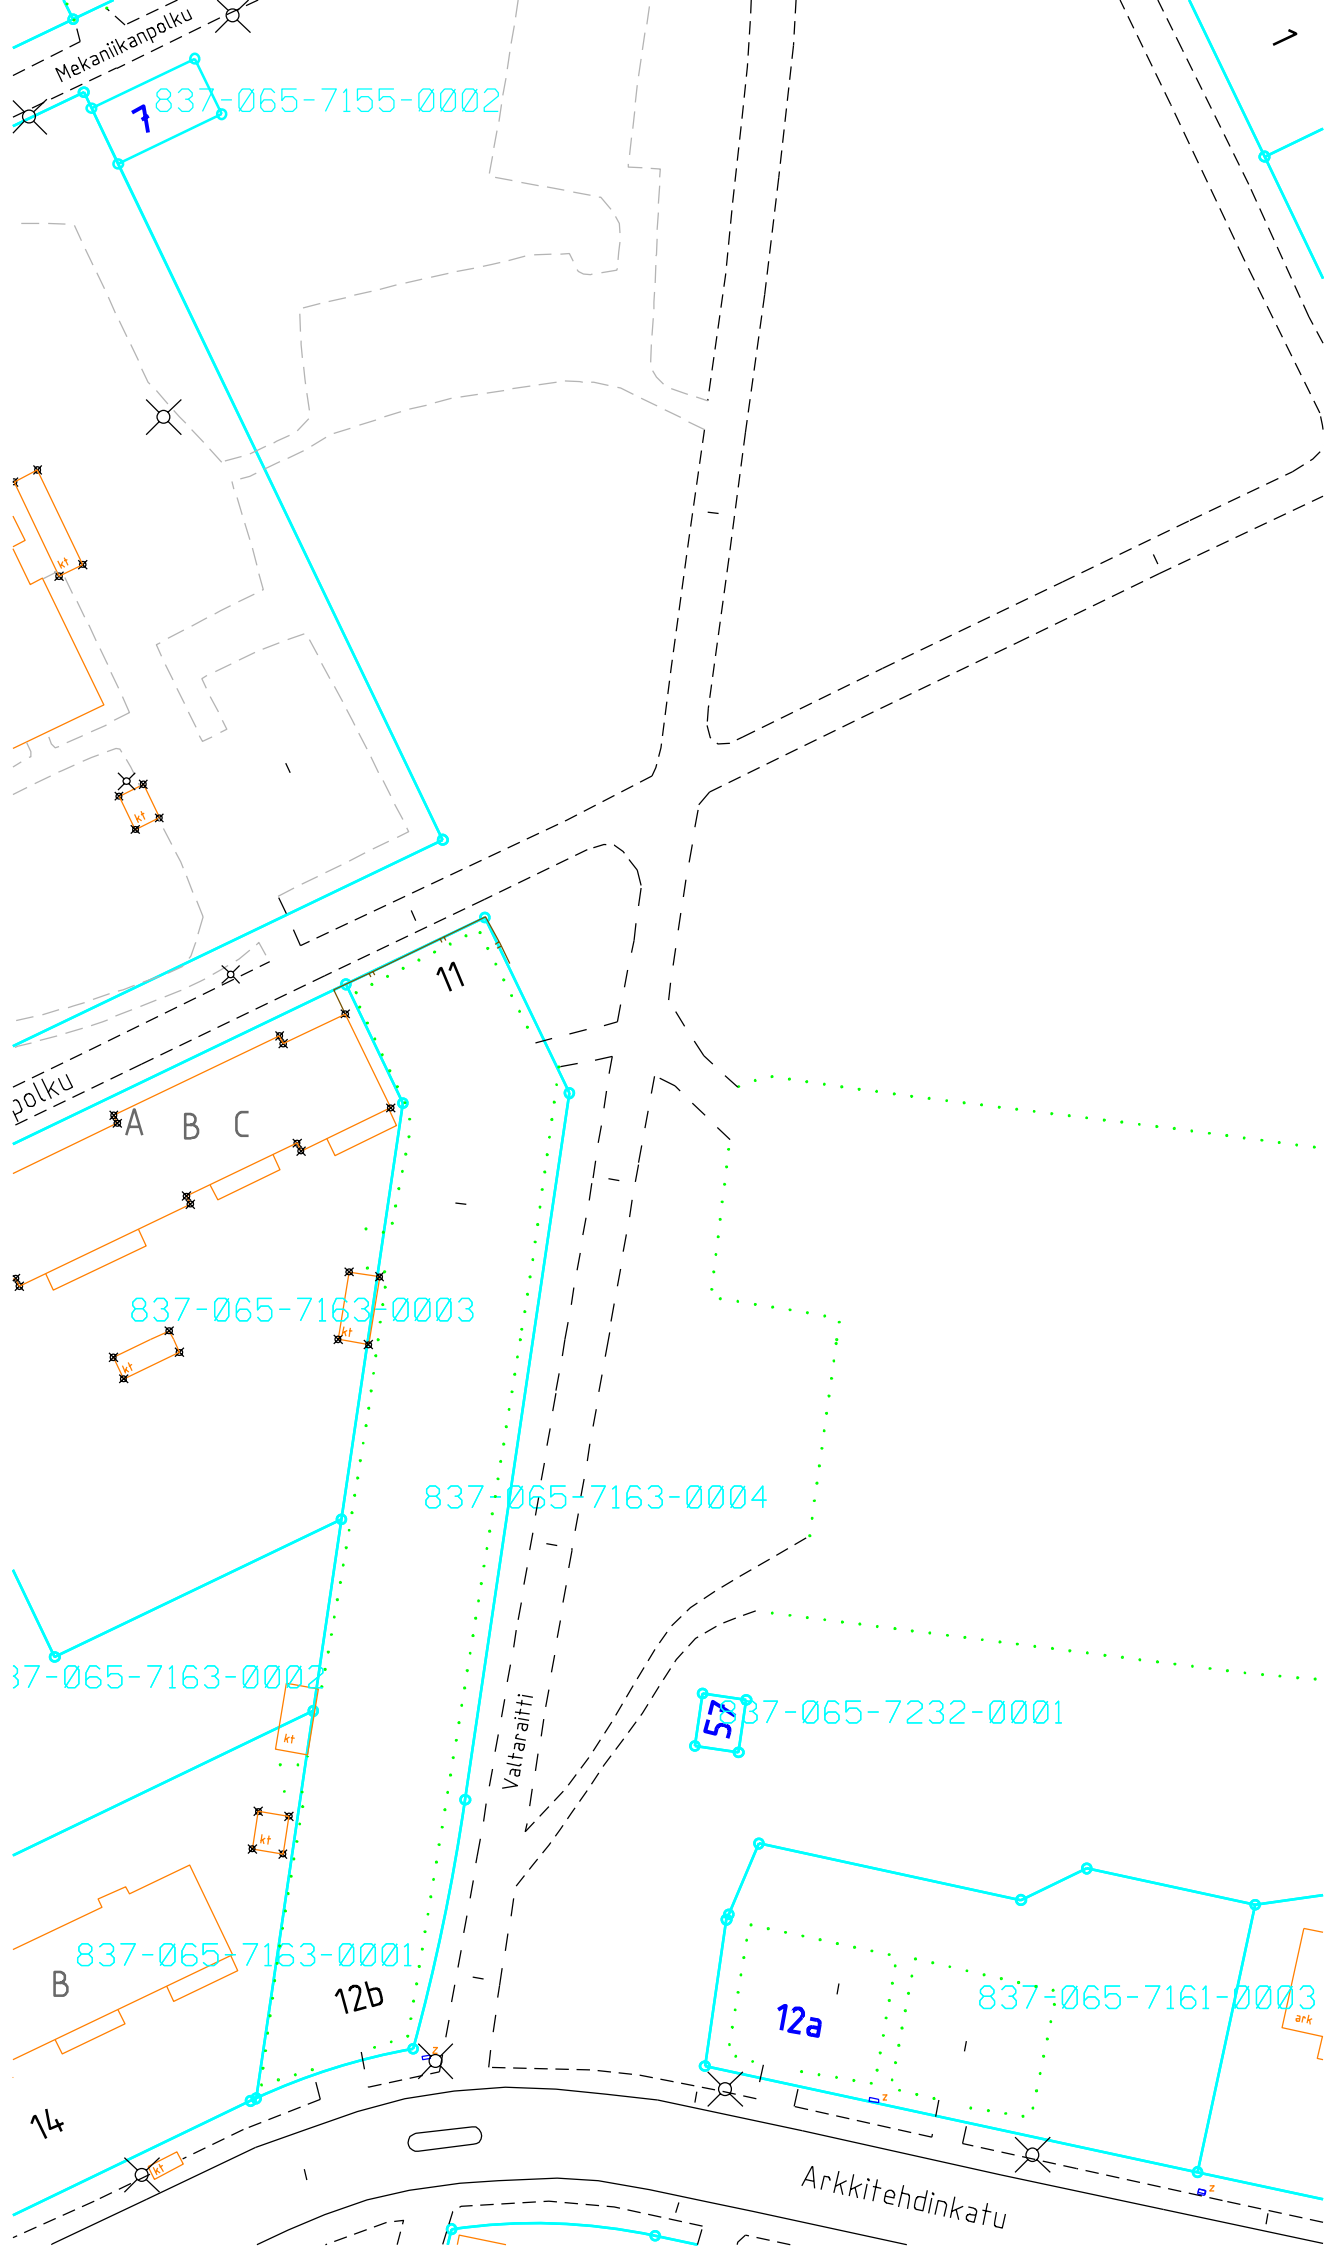 Mekaniikanpolku
1
837-065-7155-0002
7
kt
kt
11
polku
A B C
837-065-7163-0003
kt
kt
837-065-7163-0004
37-065-7163-0002
Valtaraitti
57
837-065-7232-0001
kt
kt
837-065-7163-0001
B
12b
12a
837-065-7161-0003
ark
z
z
14
kt
Arkkitehdinkatu
z